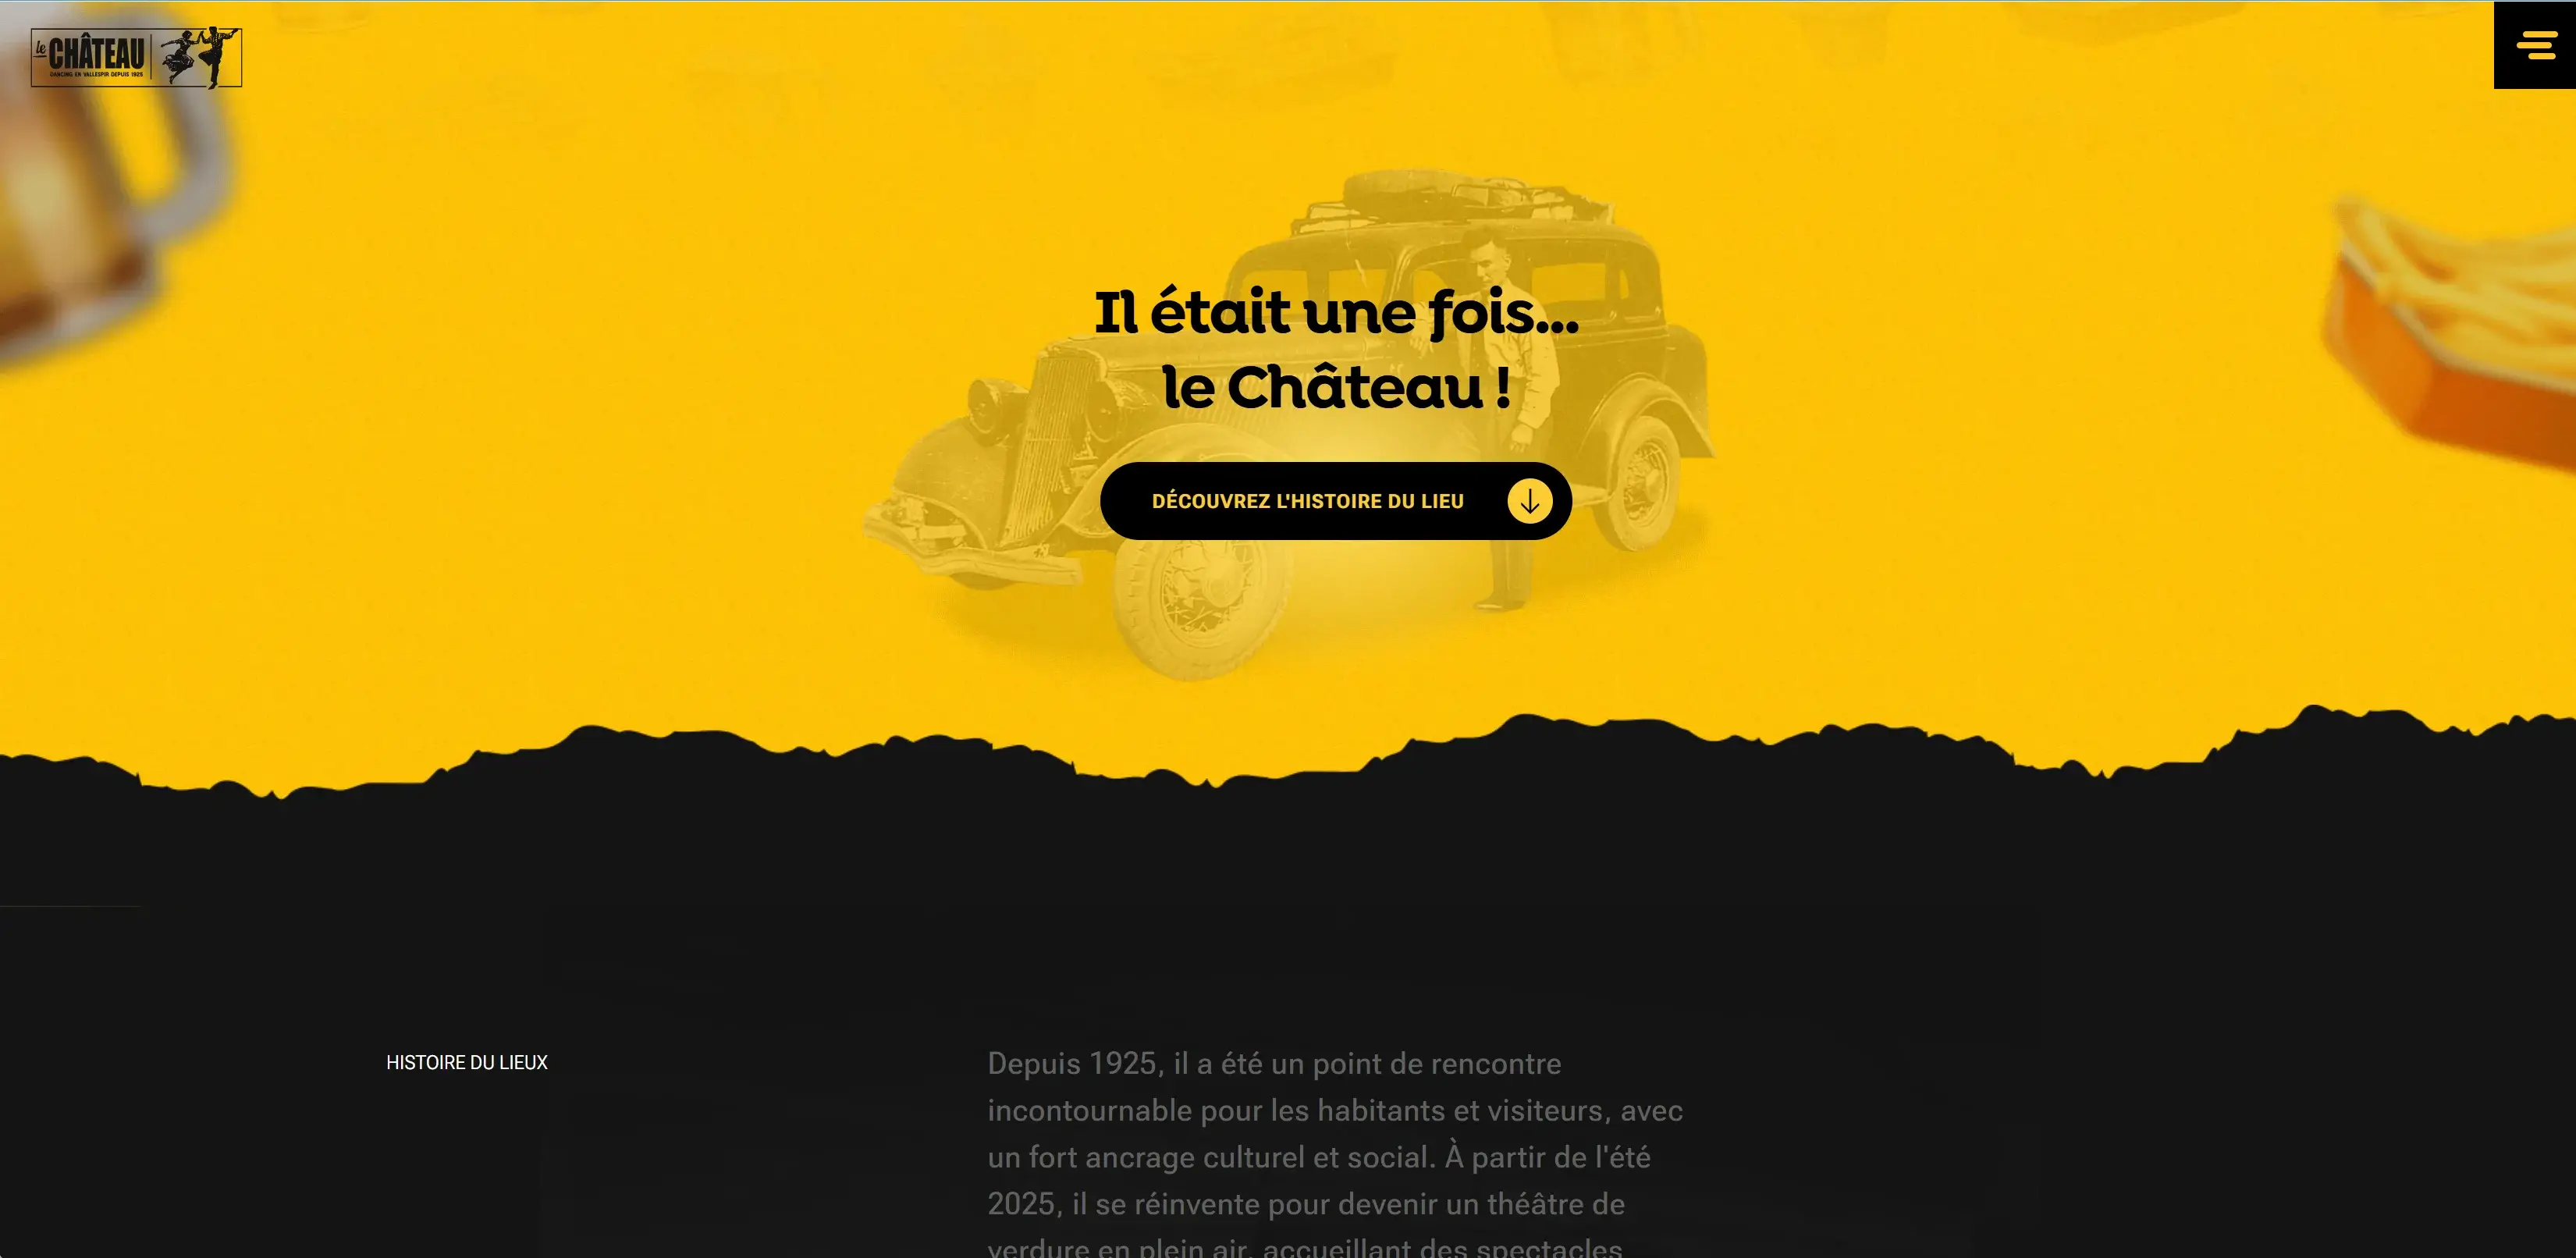 le CHÂTEAU
DANCING EN VALLESPIR DEPUIS 1925
Il était une fois...
le Château !
DÉCOUVREZ L'HISTOIRE DU LIEU
HISTOIRE DU LIEUX
Depuis 1925, il a été un point de rencontre
incontournable pour les habitants et visiteurs, avec
un fort ancrage culturel et social. À partir de l'été
2025, il se réinvente pour devenir un théâtre de
verdure en plein air, accueillant des spectacles